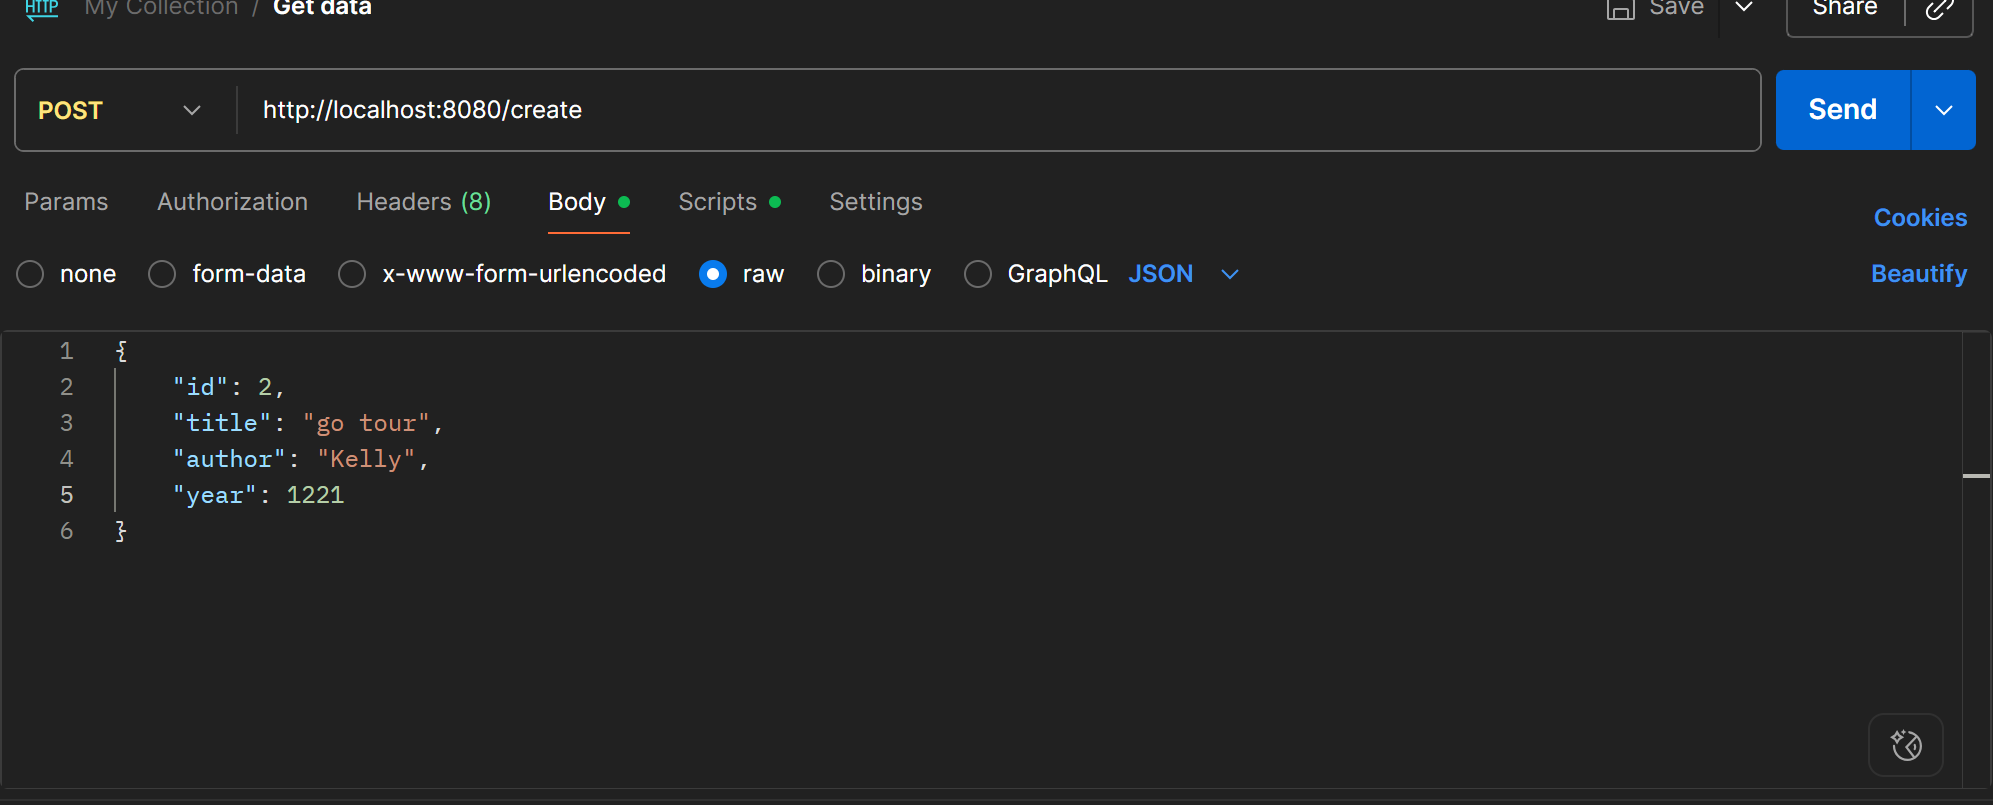 HTTP My Collection / Get data Save Share
POST http://localhost:8080/create Send
Params Authorization Headers (8) Body Scripts Settings Cookies
none form-data x-www-form-urlencoded raw binary GraphQL JSON Beautify
1 {
2 "id": 2,
3 "title": "go tour",
4 "author": "Kelly",
5 "year": 1221
6 }